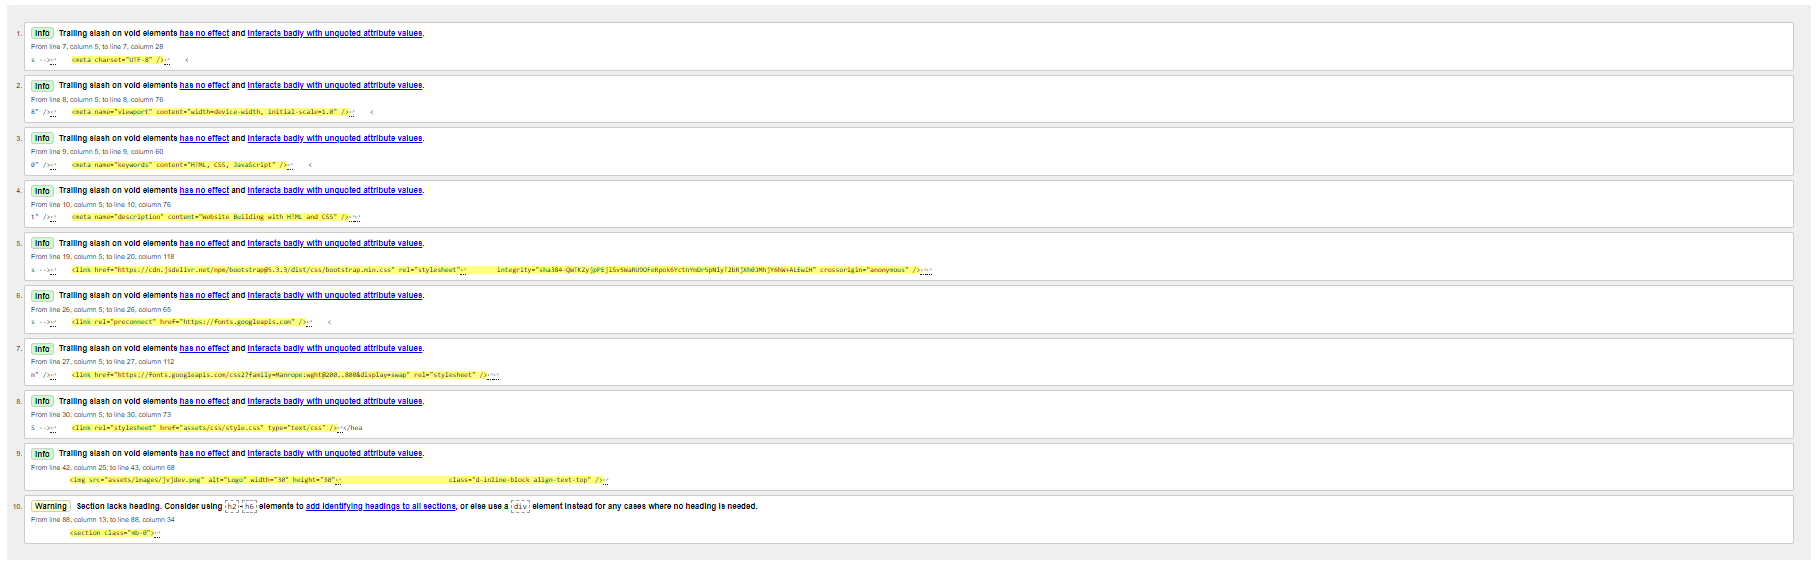 1. Info Trailing slash on void elements has no effect and interacts badly with unquoted attribute values.
From line 7, column 5; to line 7, column 28
s -->↩ <meta charset="UTF-8" />↩ <
2. Info Trailing slash on void elements has no effect and interacts badly with unquoted attribute values.
From line 8, column 5; to line 8, column 76
8" />↩ <meta name="viewport" content="width=device-width, initial-scale=1.0" />↩ <
3. Info Trailing slash on void elements has no effect and interacts badly with unquoted attribute values.
From line 9, column 5; to line 9, column 60
0" />↩ <meta name="keywords" content="HTML, CSS, JavaScript" />↩ <
4. Info Trailing slash on void elements has no effect and interacts badly with unquoted attribute values.
From line 10, column 5; to line 10, column 76
t" />↩ <meta name="description" content="Website Building with HTML and CSS" />↩↩
5. Info Trailing slash on void elements has no effect and interacts badly with unquoted attribute values.
From line 19, column 5; to line 20, column 118
s -->↩ <link href="https://cdn.jsdelivr.net/npm/bootstrap@5.3.3/dist/css/bootstrap.min.css" rel="stylesheet"↩ integrity="sha384-QWTKZyjpPEjISv5WaRU9OFeRpok6YctnYmDr5pNlyT2bRjXh0JMhjY6hW+ALEwIH" crossorigin="anonymous" />↩↩
6. Info Trailing slash on void elements has no effect and interacts badly with unquoted attribute values.
From line 26, column 5; to line 26, column 65
s -->↩ <link rel="preconnect" href="https://fonts.googleapis.com" />↩ <
7. Info Trailing slash on void elements has no effect and interacts badly with unquoted attribute values.
From line 27, column 5; to line 27, column 112
m" />↩ <link href="https://fonts.googleapis.com/css2?family=Manrope:wght@200..800&display=swap" rel="stylesheet" />↩↩
8. Info Trailing slash on void elements has no effect and interacts badly with unquoted attribute values.
From line 30, column 5; to line 30, column 73
S -->↩ <link rel="stylesheet" href="assets/css/style.css" type="text/css" />↩</hea
9. Info Trailing slash on void elements has no effect and interacts badly with unquoted attribute values.
From line 42, column 25; to line 43, column 68
<img src="assets/images/jvjdev.png" alt="Logo" width="30" height="30"↩ class="d-inline-block align-text-top" />↩
10. Warning Section lacks heading. Consider using h2-h6 elements to add identifying headings to all sections, or else use a div element instead for any cases where no heading is needed.
From line 88, column 13; to line 88, column 34
<section class="mb-0">↩